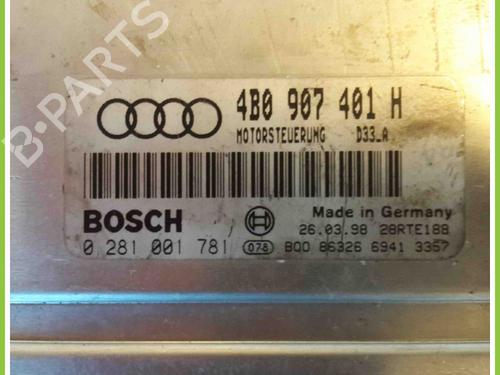 4B0 907 401 H
MOTORSTEUERUNG D33_A
BOSCH
Made in Germany
26.03.98 28RTE188
0 281 001 781 078 BQ0 86326 6941 3357
B-PARTS